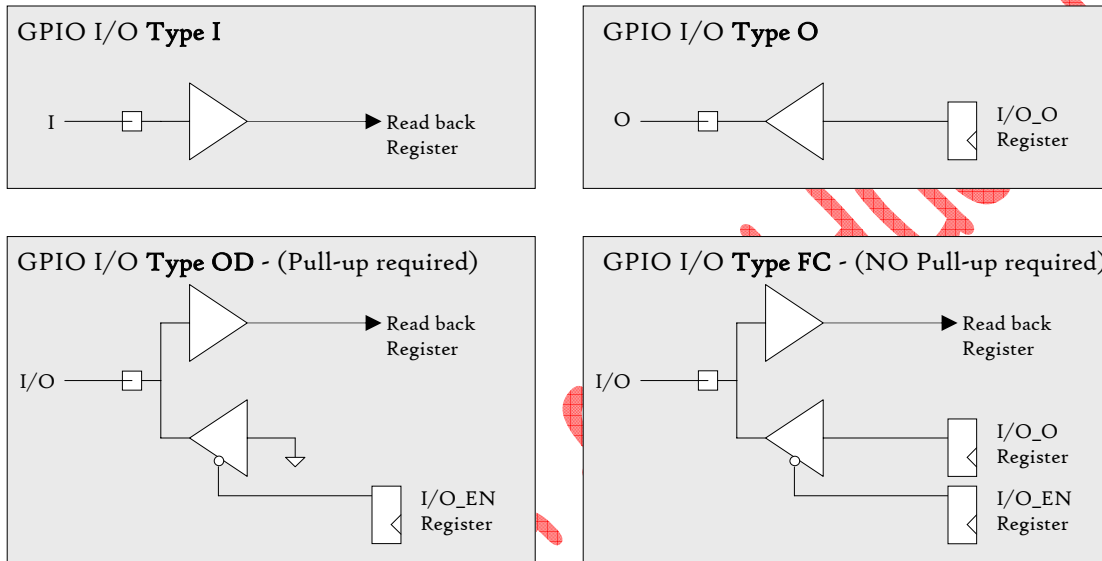 GPIO I/O Type I
I
Read back
Register
GPIO I/O Type O
O
I/O_O
Register
GPIO I/O Type OD - (Pull-up required)
Read back
Register
I/O
I/O_EN
Register
GPIO I/O Type FC - (NO Pull-up required)
Read back
Register
I/O
I/O_O
Register
I/O_EN
Register